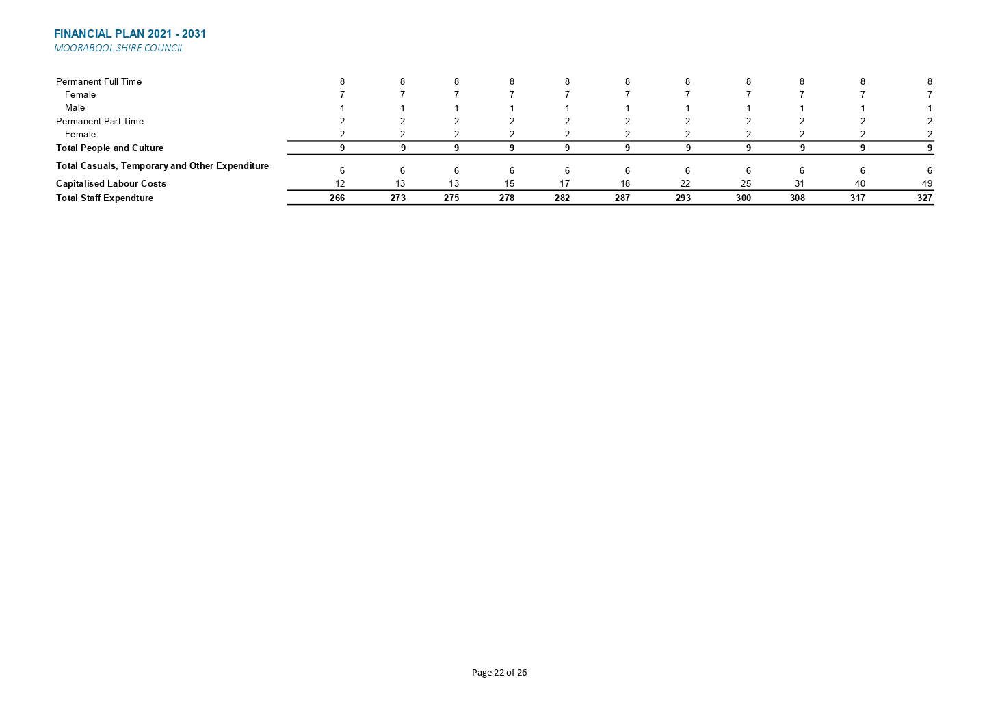 FINANCIAL PLAN 2021 - 2031
MOORABOOL SHIRE COUNCIL
Permanent Full Time 8 8 8 8 8 8 8 8 8 8 8
Female 7 7 7 7 7 7 7 7 7 7 7
Male 1 1 1 1 1 1 1 1 1 1 1
Permanent Part Time 2 2 2 2 2 2 2 2 2 2 2
Female 2 2 2 2 2 2 2 2 2 2 2
Total People and Culture 9 9 9 9 9 9 9 9 9 9 9
Total Casuals, Temporary and Other Expenditure 6 6 6 6 6 6 6 6 6 6 6
Capitalised Labour Costs 12 13 13 15 17 18 22 25 31 40 49
Total Staff Expendture 266 273 275 278 282 287 293 300 308 317 327
Page 22 of 26